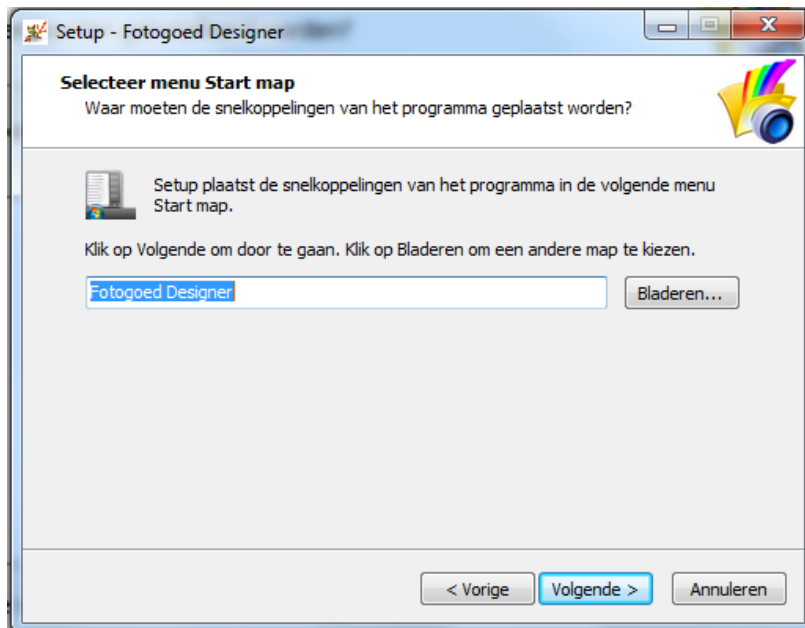 Setup - Fotogoed Designer
Selecteer menu Start map
Waar moeten de snelkoppelingen van het programma geplaatst worden?
Setup plaatst de snelkoppelingen van het programma in de volgende menu
Start map.
Klik op Volgende om door te gaan. Klik op Bladeren om een andere map te kiezen.
Fotogoed Designer
Bladeren...
< Vorige
Volgende >
Annuleren